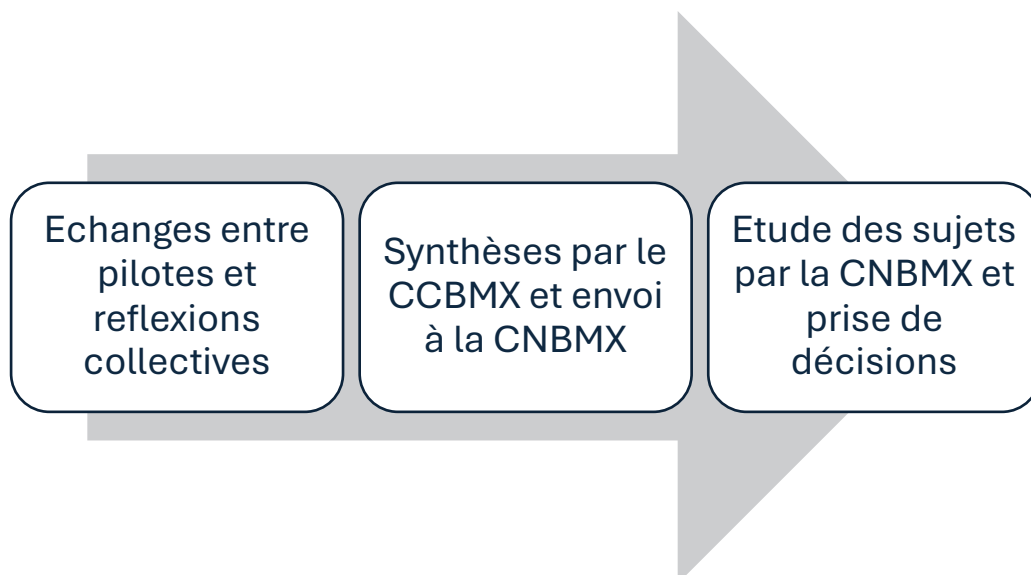 Echanges entre
pilotes et
reflexions
collectives
Synthèses par le
CCBMX et envoi
à la CNBMX
Etude des sujets
par la CNBMX et
prise de
décisions